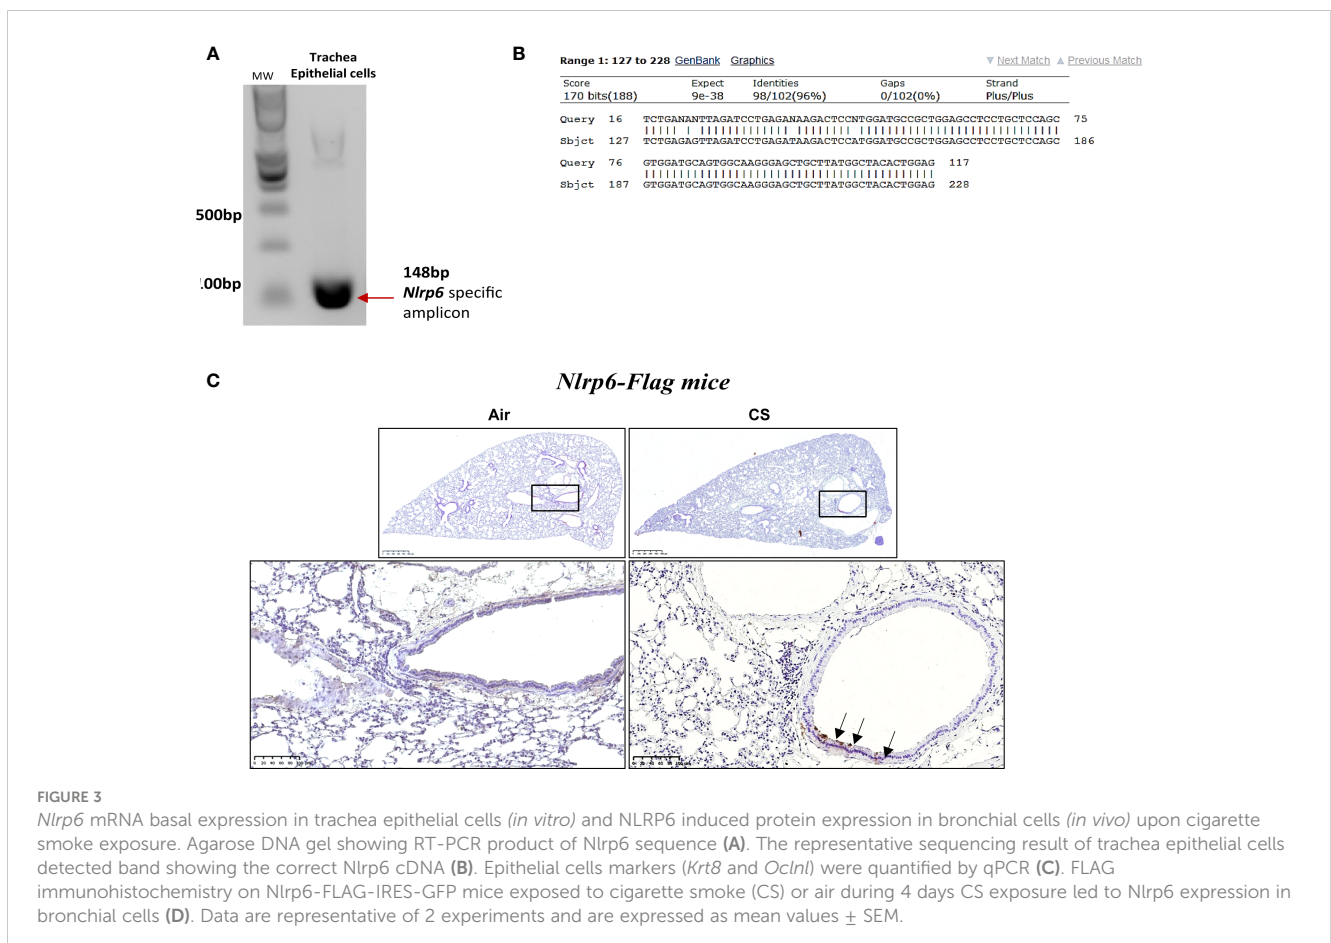 A
Trachea
Epithelial cells
MW
500bp
00bp
148bp
Nlrp6 specific
amplicon
B
Range 1: 127 to 228 GenBank Graphics
Next Match Previous Match
Score Expect Identities Gaps Strand
170 bits(188) 9e-38 98/102(96%) 0/102(0%) Plus/Plus
Query 16 TCTGANANTTAGATCCTGAGANAAGACTCCNTGGATGCCGCTGGAGCCTCCTGCTCCAGC 75
Sbjct 127 TCTGAGAGTTAGATCCTGAGATAAGACTCCATGGATGCCGCTGGAGCCTCCTGCTCCAGC 186
Query 76 GTGGATGCAGTGGCAAGGGAGCTGCTTATGGCTACACTGGAG 117
Sbjct 187 GTGGATGCAGTGGCAAGGGAGCTGCTTATGGCTACACTGGAG 228
C
Nlrp6-Flag mice
Air
CS
FIGURE 3
Nlrp6 mRNA basal expression in trachea epithelial cells (in vitro) and NLRP6 induced protein expression in bronchial cells (in vivo) upon cigarette
smoke exposure. Agarose DNA gel showing RT-PCR product of Nlrp6 sequence (A). The representative sequencing result of trachea epithelial cells
detected band showing the correct Nlrp6 cDNA (B). Epithelial cells markers (Krt8 and Oclnl) were quantified by qPCR (C). FLAG
immunohistochemistry on Nlrp6-FLAG-IRES-GFP mice exposed to cigarette smoke (CS) or air during 4 days CS exposure led to Nlrp6 expression in
bronchial cells (D). Data are representative of 2 experiments and are expressed as mean values ± SEM.